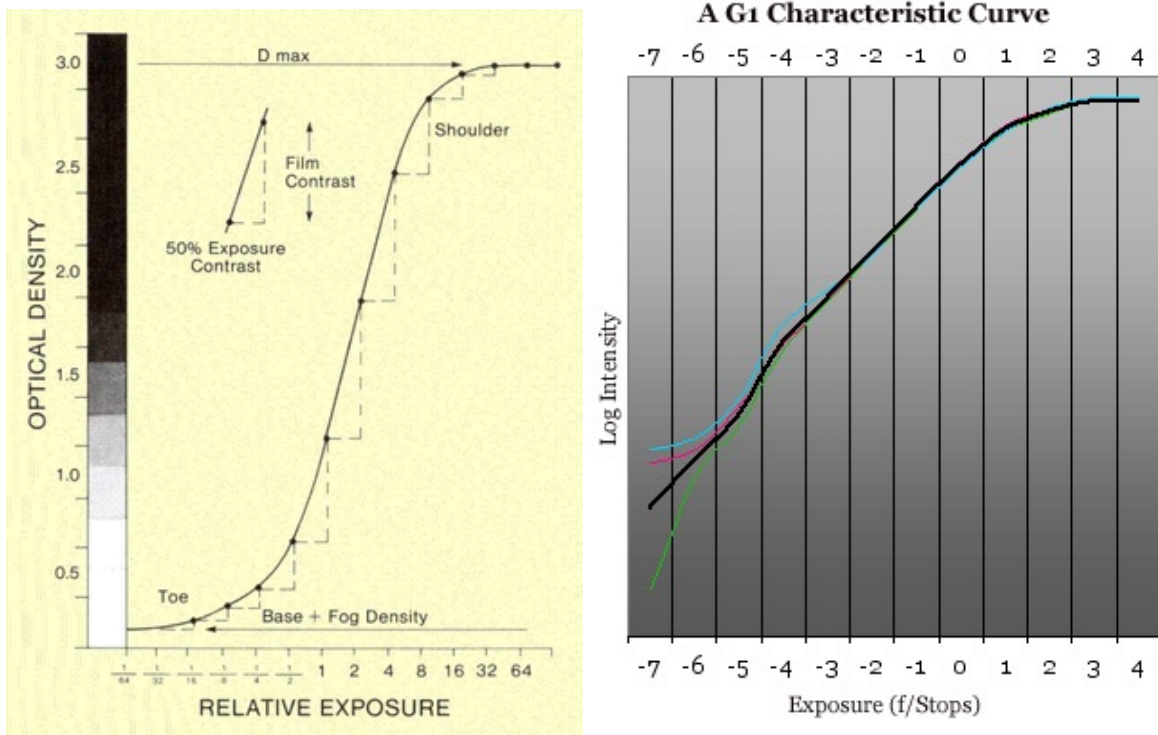 3.0
2.5
2.0
1.5
1.0
0.5
OPTICAL DENSITY
D max
Shoulder
Film
Contrast
50% Exposure
Contrast
Toe
Base + Fog Density
1/64 1/32 1/16 1/8 1/4 1/2 1 2 4 8 16 32 64
RELATIVE EXPOSURE
A G1 Characteristic Curve
-7 -6 -5 -4 -3 -2 -1 0 1 2 3 4
Log Intensity
-7 -6 -5 -4 -3 -2 -1 0 1 2 3 4
Exposure (f/Stops)